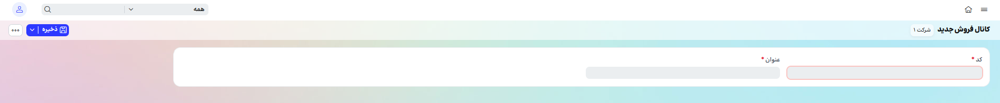 همه
کانال فروش جدید شرکت ۱ ذخیره
کد *
عنوان *